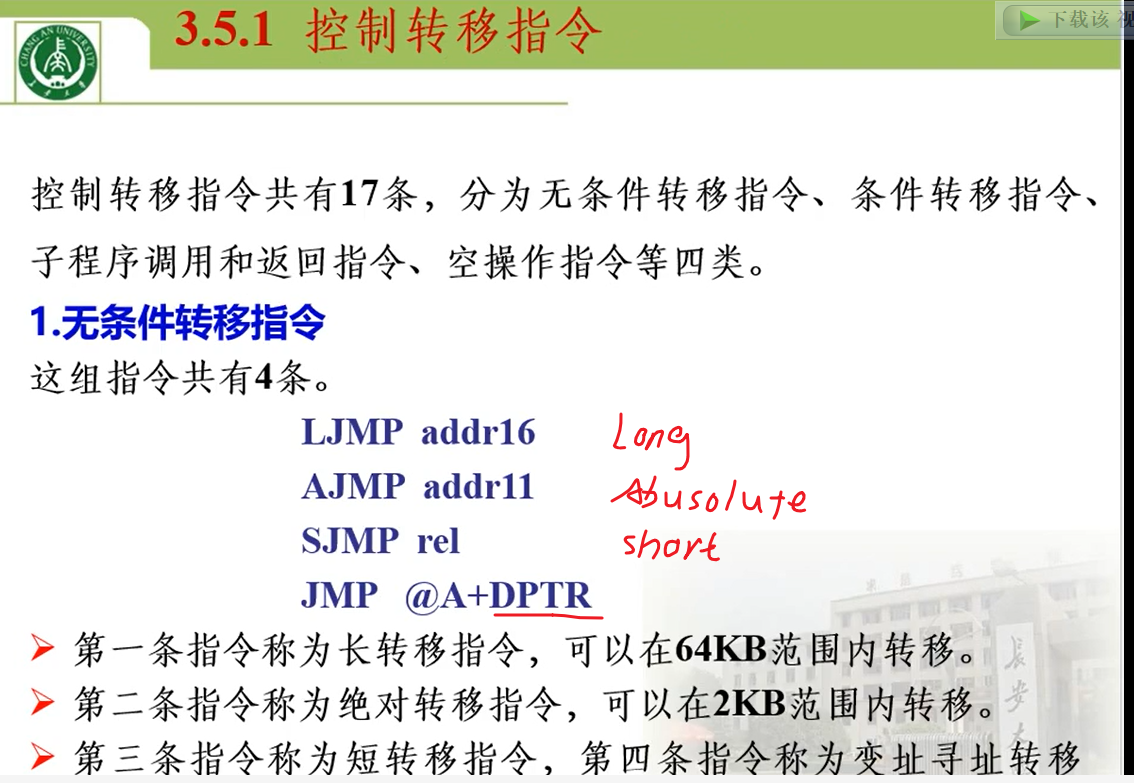 3.5.1 控制转移指令
下载该 视
CHANG'AN UNIVERSITY
控制转移指令共有17条，分为无条件转移指令、条件转移指令、
子程序调用和返回指令、空操作指令等四类。
1.无条件转移指令
这组指令共有4条。
LJMP addr16 Long
AJMP addr11 Abusolute
SJMP rel short
JMP @A+DPTR
第一条指令称为长转移指令，可以在64KB范围内转移。
第二条指令称为绝对转移指令，可以在2KB范围内转移。
第三条指令称为短转移指令，第四条指令称为变址寻址转移
长安大